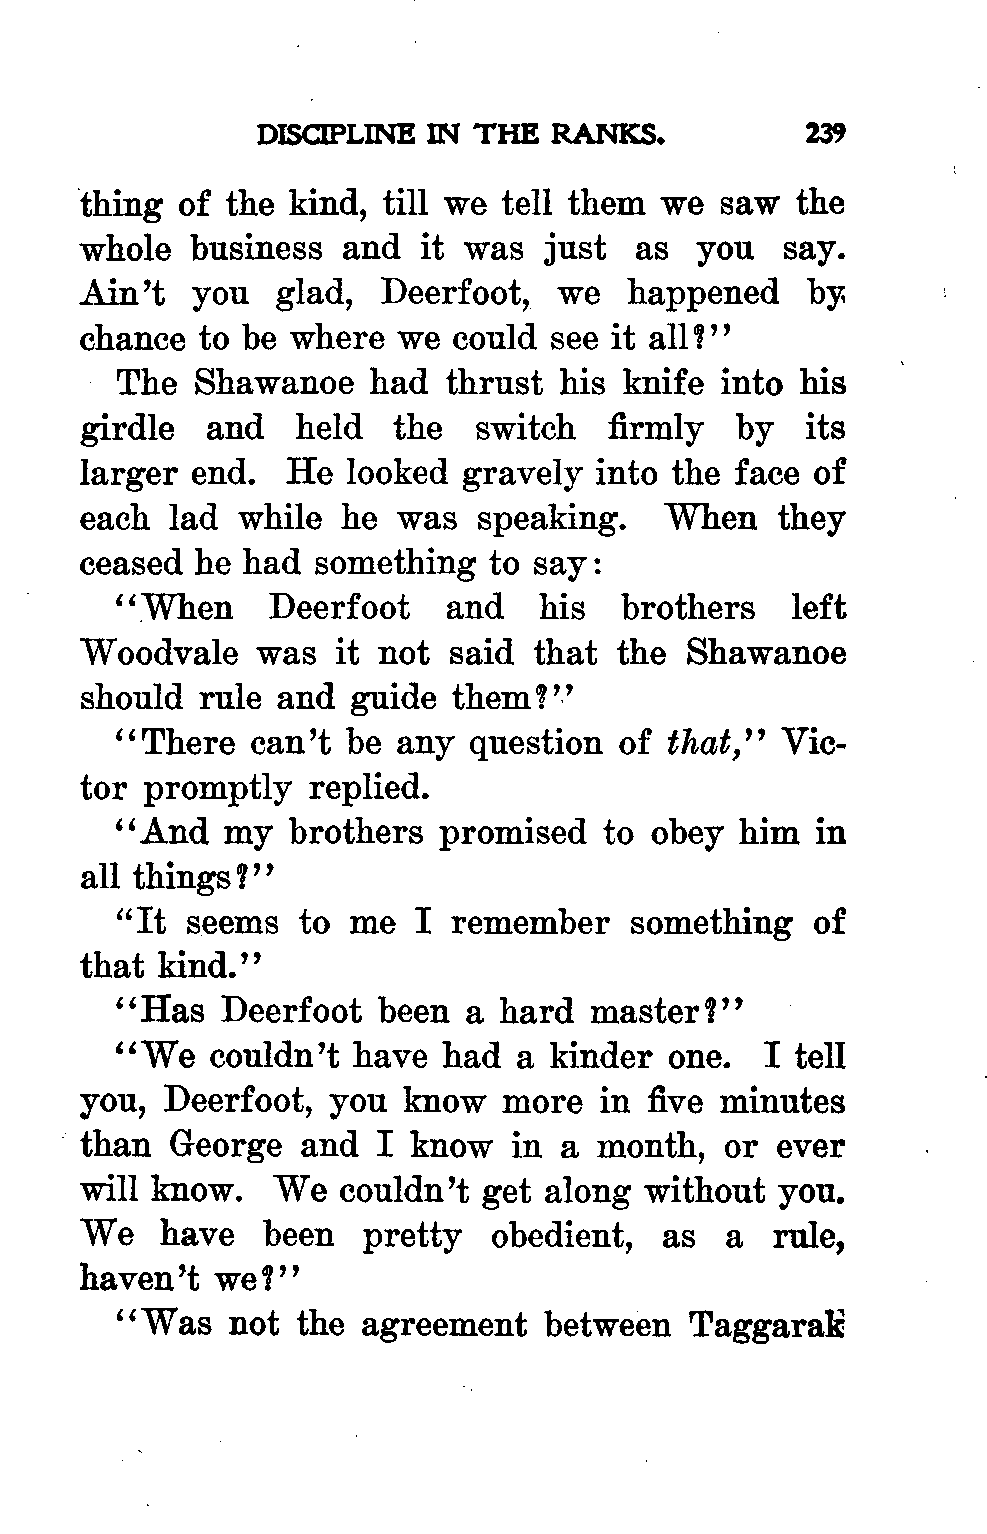 DISCIPLINE IN THE RANKS. 239
thing of the kind, till we tell them we saw the
whole business and it was just as you say.
Ain't you glad, Deerfoot, we happened by
chance to be where we could see it all?"
The Shawanoe had thrust his knife into his
girdle and held the switch firmly by its
larger end. He looked gravely into the face of
each lad while he was speaking. When they
ceased he had something to say:
"When Deerfoot and his brothers left
Woodvale was it not said that the Shawanoe
should rule and guide them?"
"There can't be any question of that," Vic-
tor promptly replied.
"And my brothers promised to obey him in
all things?"
"It seems to me I remember something of
that kind."
"Has Deerfoot been a hard master?"
"We couldn't have had a kinder one. I tell
you, Deerfoot, you know more in five minutes
than George and I know in a month, or ever
will know. We couldn't get along without you.
We have been pretty obedient, as a rule,
haven't we?"
"Was not the agreement between Taggarak